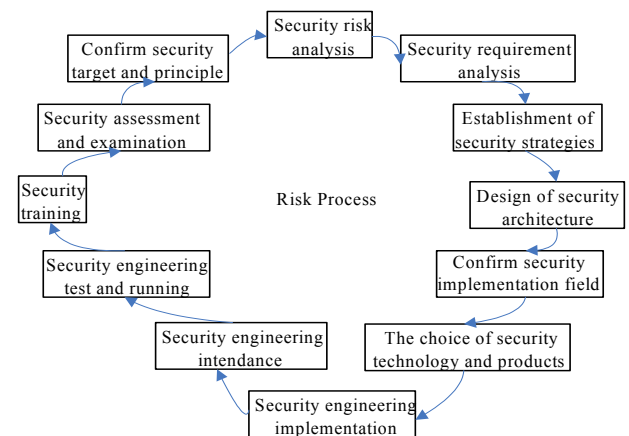 Security risk
analysis
Confirm security
target and principle
Security requirement
analysis
Security assessment
and examination
Establishment of
security strategies
Security
training
Risk Process
Design of security
architecture
Security engineering
test and running
Confirm security
implementation field
Security engineering
intendance
The choice of security
technology and products
Security engineering
implementation